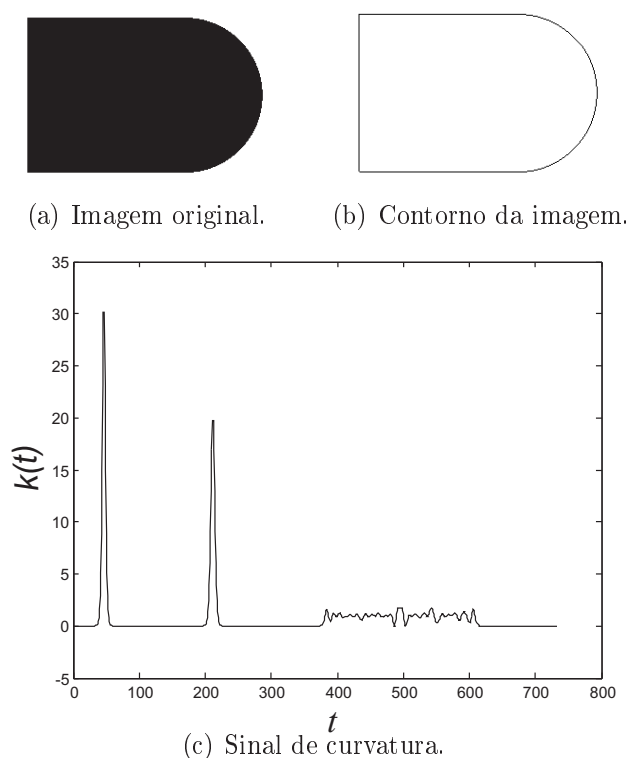 (a) Imagem original.
(b) Contorno da imagem.
35
30
25
20
15
10
5
0
-5
k(t)
0 100 200 300 400 500 600 700 800
t
(c) Sinal de curvatura.